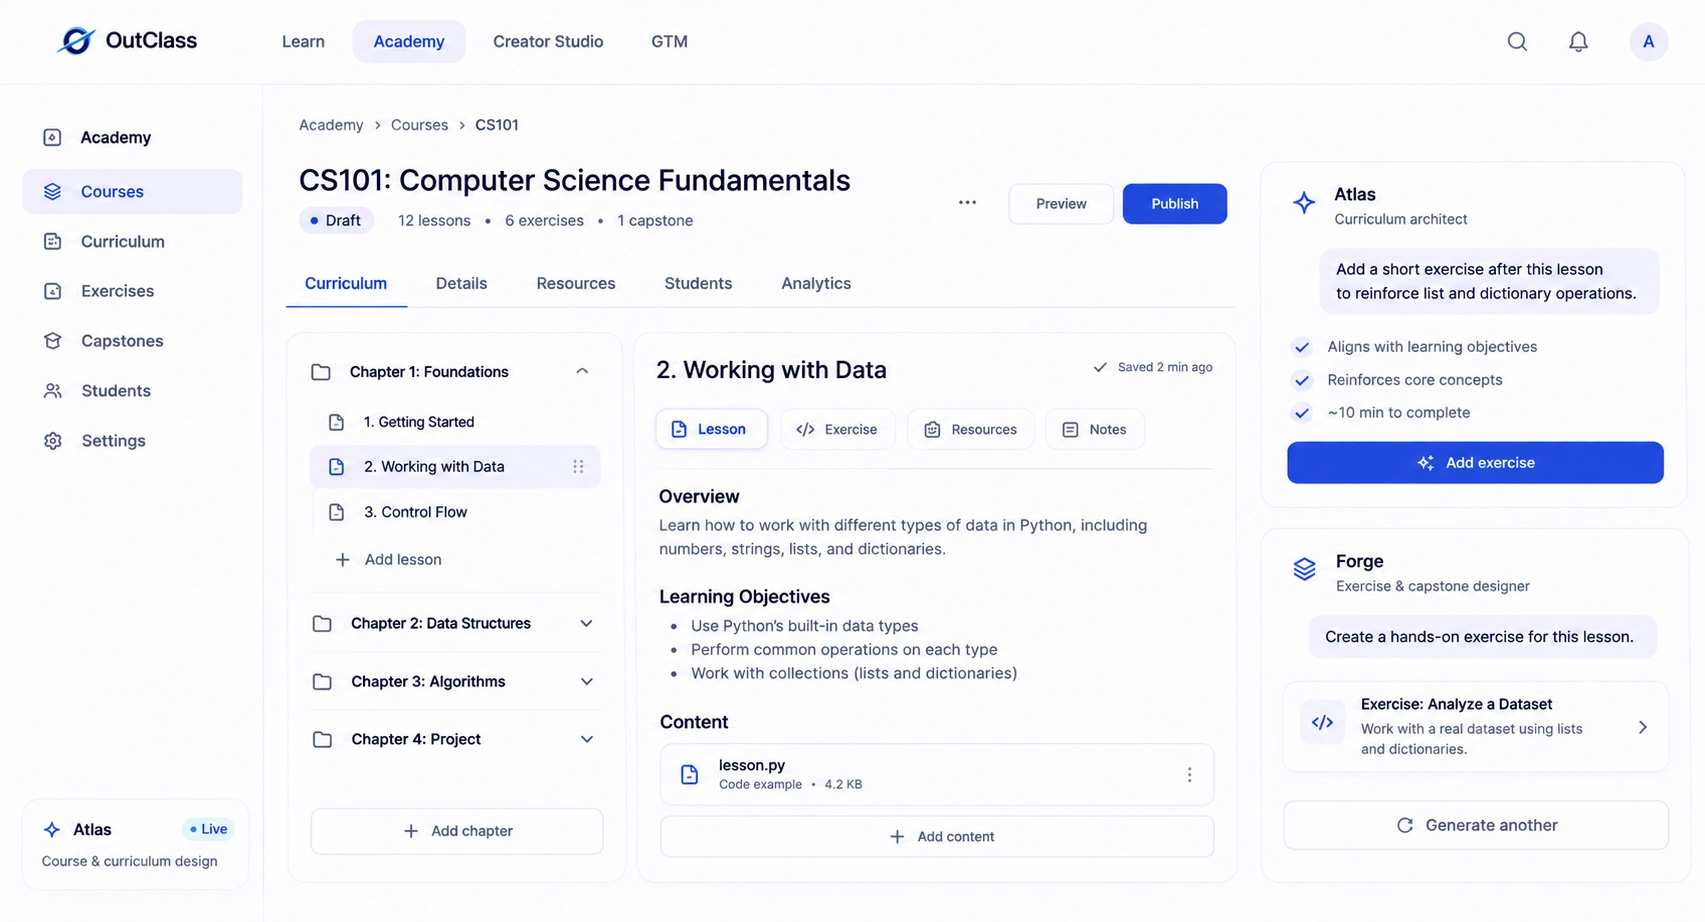 OutClass
Learn
Academy
Creator Studio
GTM
A
Academy
Courses
Curriculum
Exercises
Capstones
Students
Settings
Atlas
• Live
Course & curriculum design
Academy > Courses > CS101
CS101: Computer Science Fundamentals
• Draft
12 lessons • 6 exercises • 1 capstone
Preview
Publish
Curriculum
Details
Resources
Students
Analytics
Chapter 1: Foundations
1. Getting Started
2. Working with Data
3. Control Flow
+ Add lesson
Chapter 2: Data Structures
Chapter 3: Algorithms
Chapter 4: Project
+ Add chapter
2. Working with Data
Saved 2 min ago
Lesson
</> Exercise
Resources
Notes
Overview
Learn how to work with different types of data in Python, including
numbers, strings, lists, and dictionaries.
Learning Objectives
• Use Python’s built-in data types
• Perform common operations on each type
• Work with collections (lists and dictionaries)
Content
lesson.py
Code example • 4.2 KB
+ Add content
Atlas
Curriculum architect
Add a short exercise after this lesson
to reinforce list and dictionary operations.
Aligns with learning objectives
Reinforces core concepts
~10 min to complete
Add exercise
Forge
Exercise & capstone designer
Create a hands-on exercise for this lesson.
</>
Exercise: Analyze a Dataset
Work with a real dataset using lists
and dictionaries.
Generate another